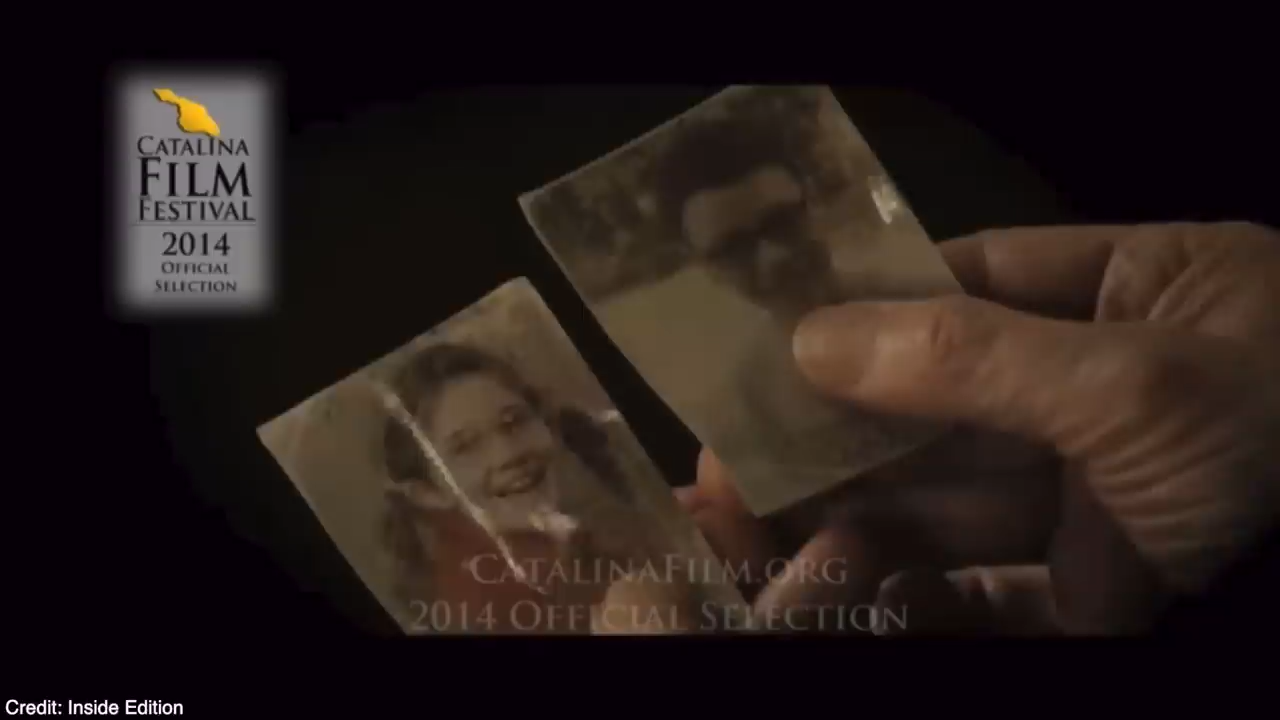 CATALINA
FILM
FESTIVAL
2014
OFFICIAL
SELECTION
CATALINAFILM.ORG
2014 OFFICIAL SELECTION
Credit: Inside Edition